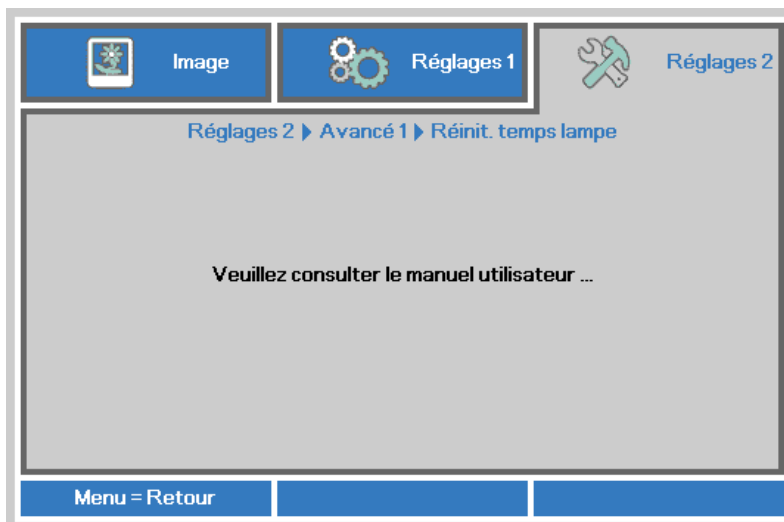 Image
Réglages 1
Réglages 2
Réglages 2 ▶ Avancé 1 ▶ Réinit. temps lampe
Veuillez consulter le manuel utilisateur ...
Menu = Retour